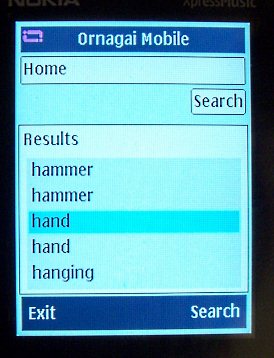 NOKIA XpressMusic
Ornagai Mobile
Home
Search
Results
hammer
hammer
hand
hand
hanging
Exit Search